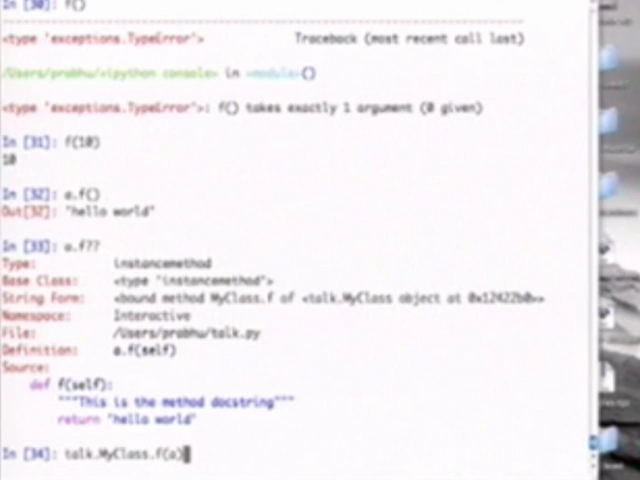 In [30]: f()
<type 'exceptions.TypeError'> Traceback (most recent call last)
/Users/prabhu/<ipython console> in <module>()
<type 'exceptions.TypeError'>: f() takes exactly 1 argument (0 given)
In [31]: f(10)
10
In [32]: a.f()
Out[32]: 'hello world'
In [33]: a.f??
Type: instancemethod
Base Class: <type 'instancemethod'>
String Form: <bound method MyClass.f of <talk.MyClass object at 0x12422b0>>
Namespace: Interactive
File: /Users/prabhu/talk.py
Definition: a.f(self)
Source:
def f(self):
"""This is the method docstring"""
return "hello world"
In [34]: talk.MyClass.f(a)